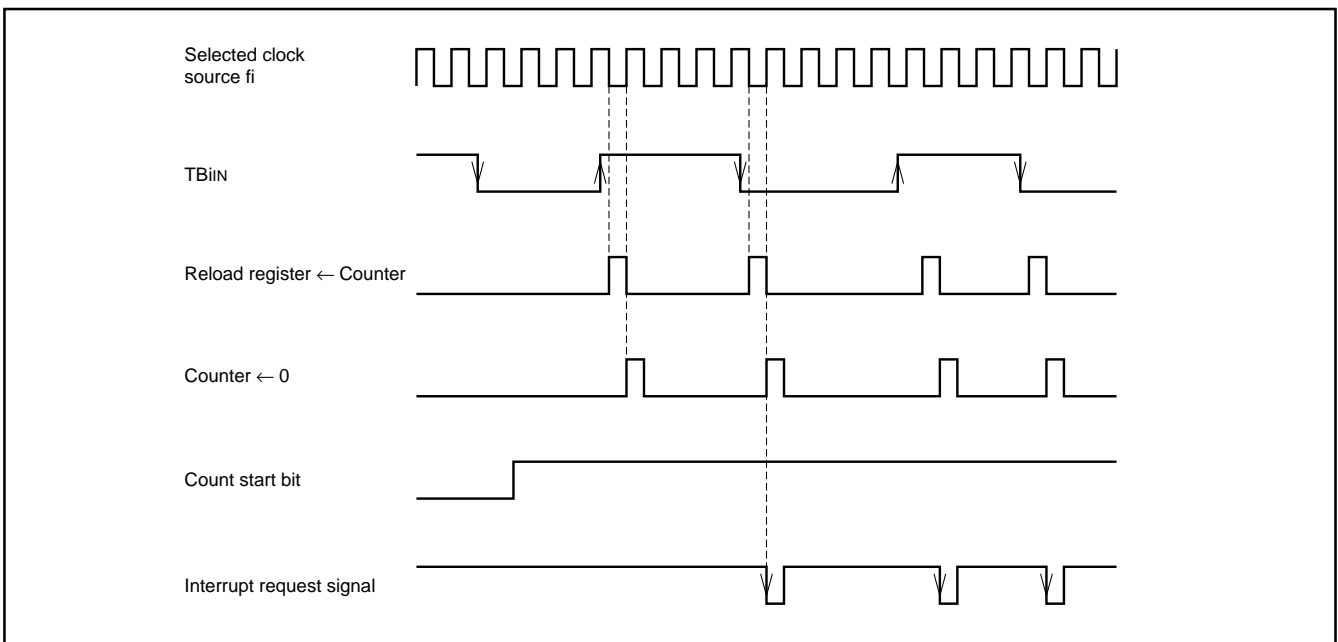 Selected clock
source fi
TBiIN
Reload register ← Counter
Counter ← 0
Count start bit
Interrupt request signal